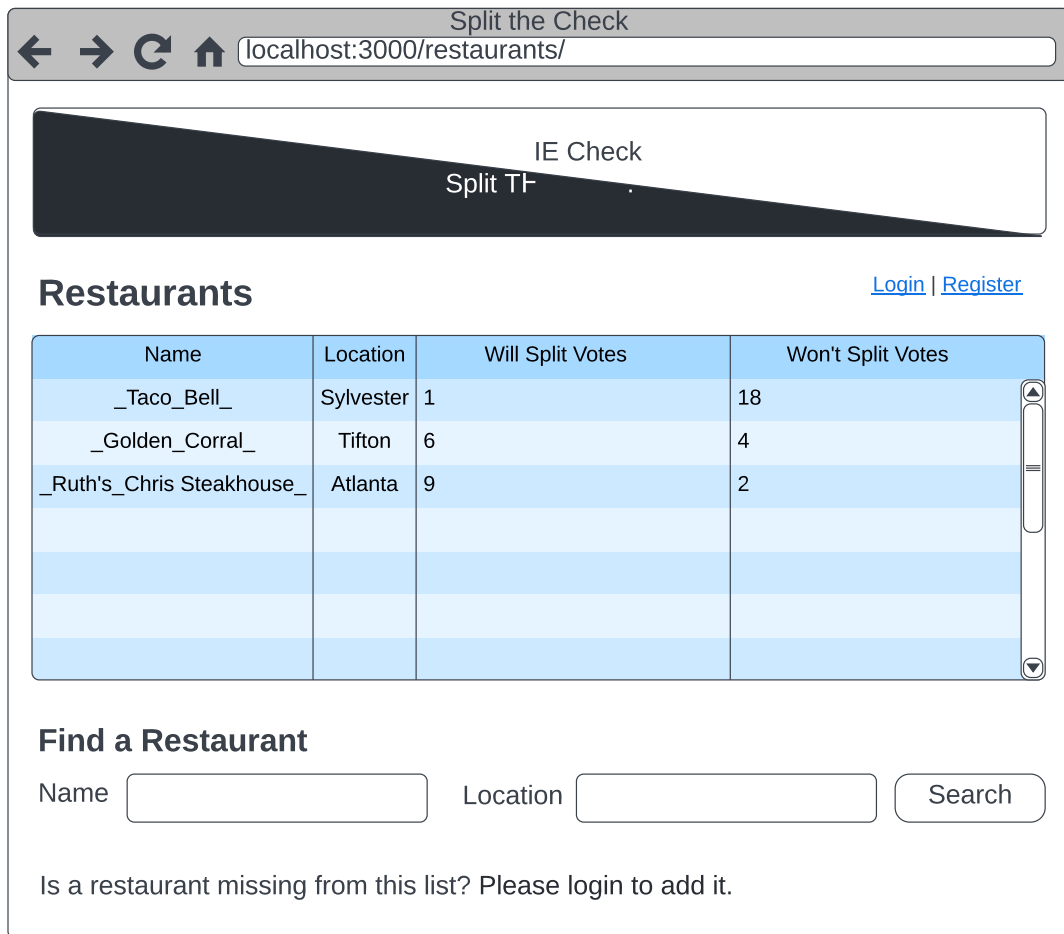 Split the Check
localhost:3000/restaurants/
IE Check
Split TH .
Restaurants
Login | Register
Name Location Will Split Votes Won't Split Votes
_Taco_Bell_ Sylvester 1 18
_Golden_Corral_ Tifton 6 4
_Ruth's_Chris Steakhouse_ Atlanta 9 2
Find a Restaurant
Name Location Search
Is a restaurant missing from this list? Please login to add it.